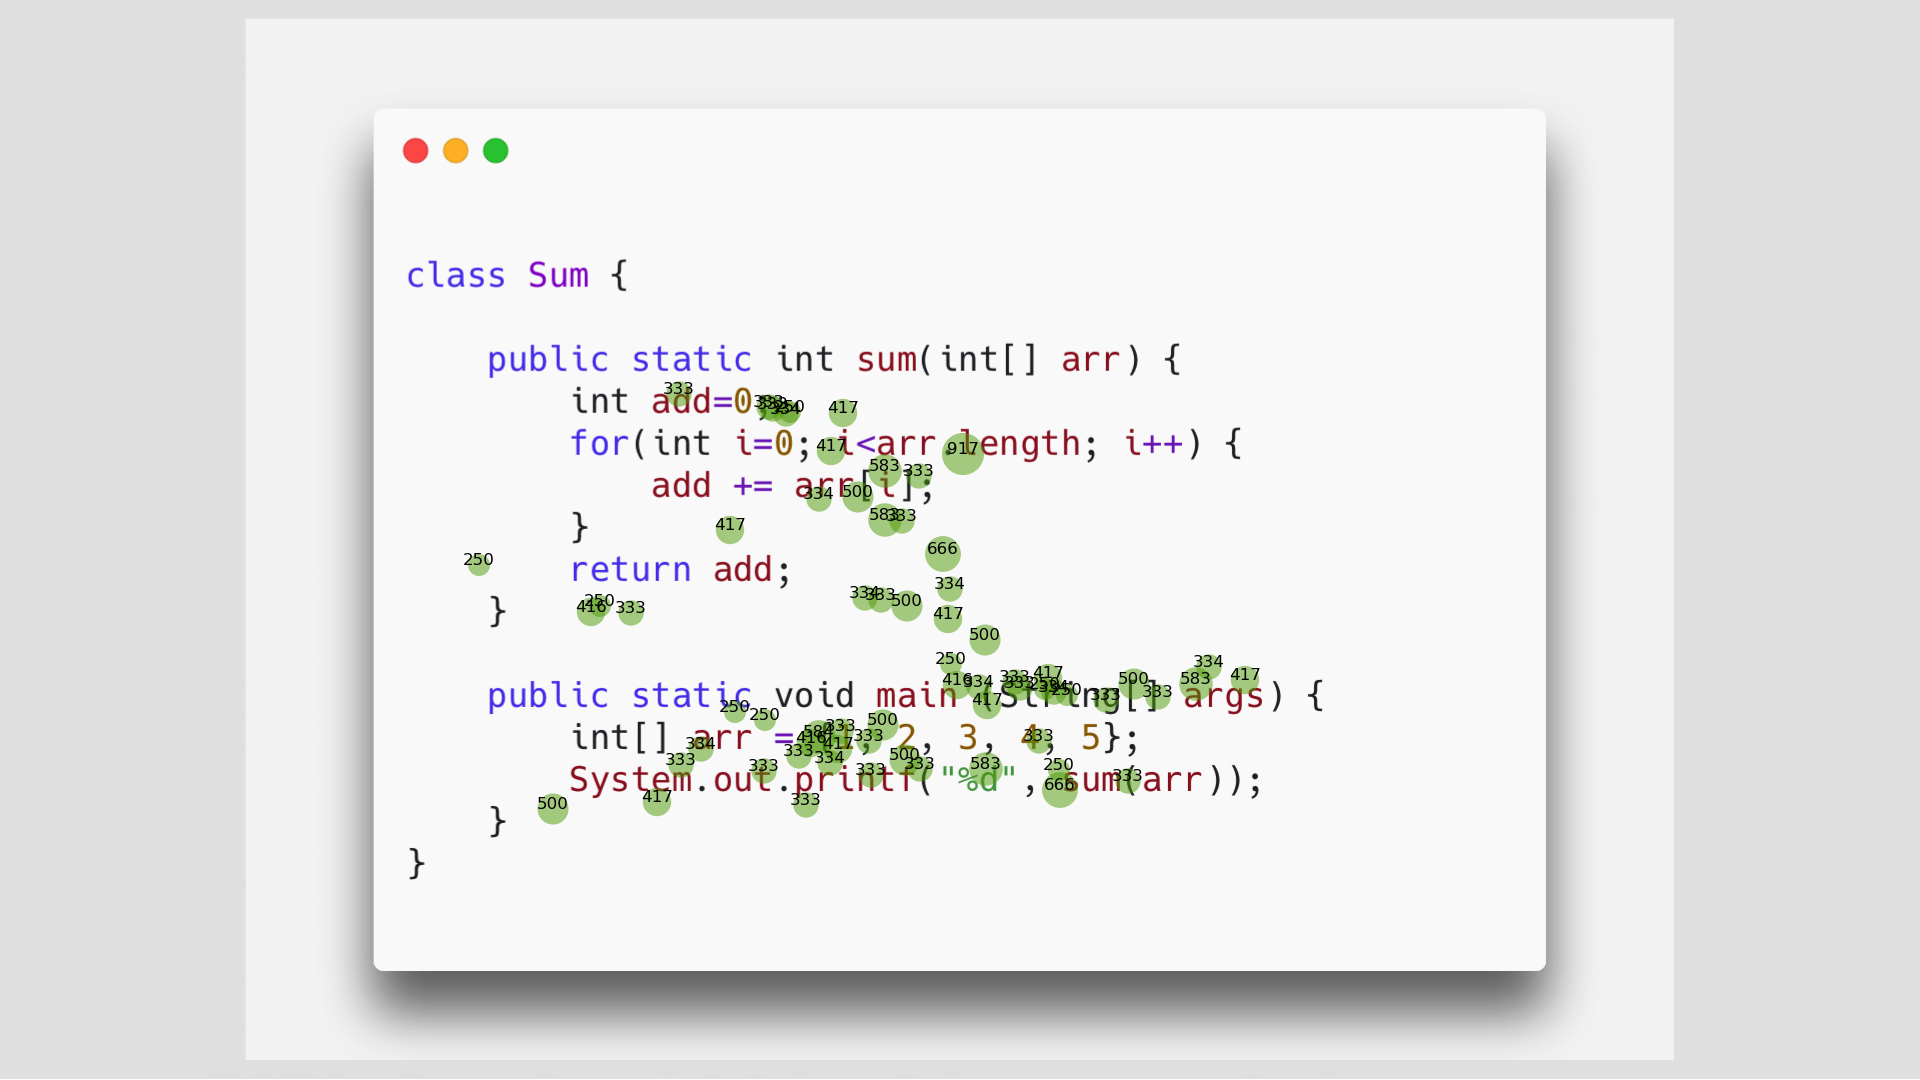 class Sum {
public static int sum(int[] arr) {
333 333 333 334 250 417
int add=0;
417 917
for(int i=0; i<arr.length; i++) {
583 333
334 500
add += arr[i];
583 333
417
}
666
250
return add;
334
334 333 500
250 416 333
417
}
500
250
334
416 334 333 333 417 250 334 250 333 500 333 583 417
417
public static void main (String[] args) {
250 250
584 333 500
334 416 417 333 333
int[] arr = 1, 2, 3, 4, 5};
333 333 333 334 333 500 333 583 250 333
666
System.out.printf("%d", sum(arr));
500 417 333
}
}